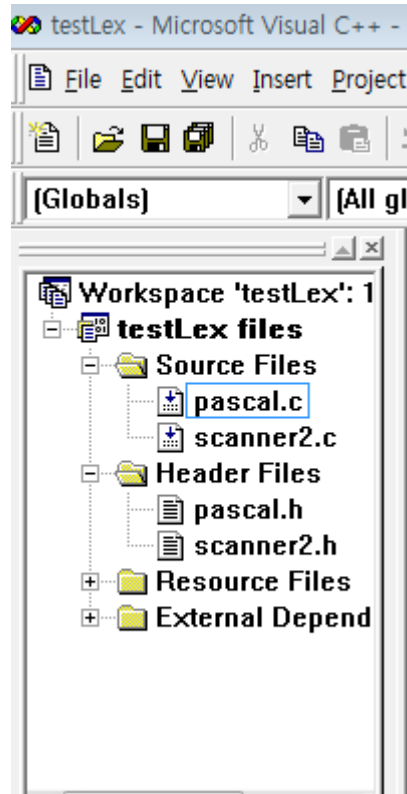 testLex - Microsoft Visual C++ -
File Edit View Insert Project
(Globals) (All gl
Workspace 'testLex': 1
testLex files
Source Files
pascal.c
scanner2.c
Header Files
pascal.h
scanner2.h
Resource Files
External Depend